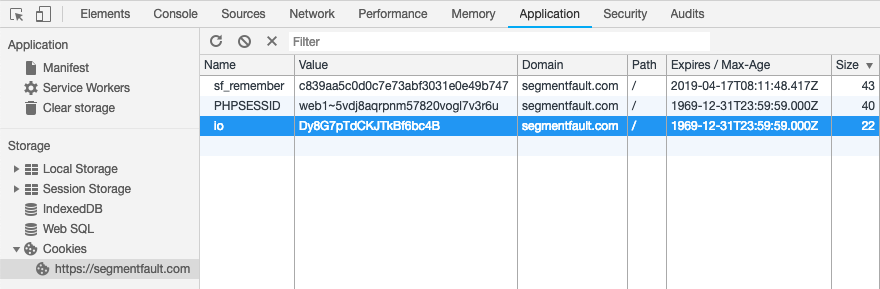 Elements Console Sources Network Performance Memory Application Security Audits
Application
Manifest
Service Workers
Clear storage
Storage
Local Storage
Session Storage
IndexedDB
Web SQL
Cookies
https://segmentfault.com
Filter
Name Value Domain Path Expires / Max-Age Size
sf_remember c839aa5c0d0c7e73abf3031e0e49b747 segmentfault.com / 2019-04-17T08:11:48.417Z 43
PHPSESSID web1~5vdj8aqrpnm57820vogl7v3r6u segmentfault.com / 1969-12-31T23:59:59.000Z 40
io Dy8G7pTdCKJTkBf6bc4B segmentfault.com / 1969-12-31T23:59:59.000Z 22